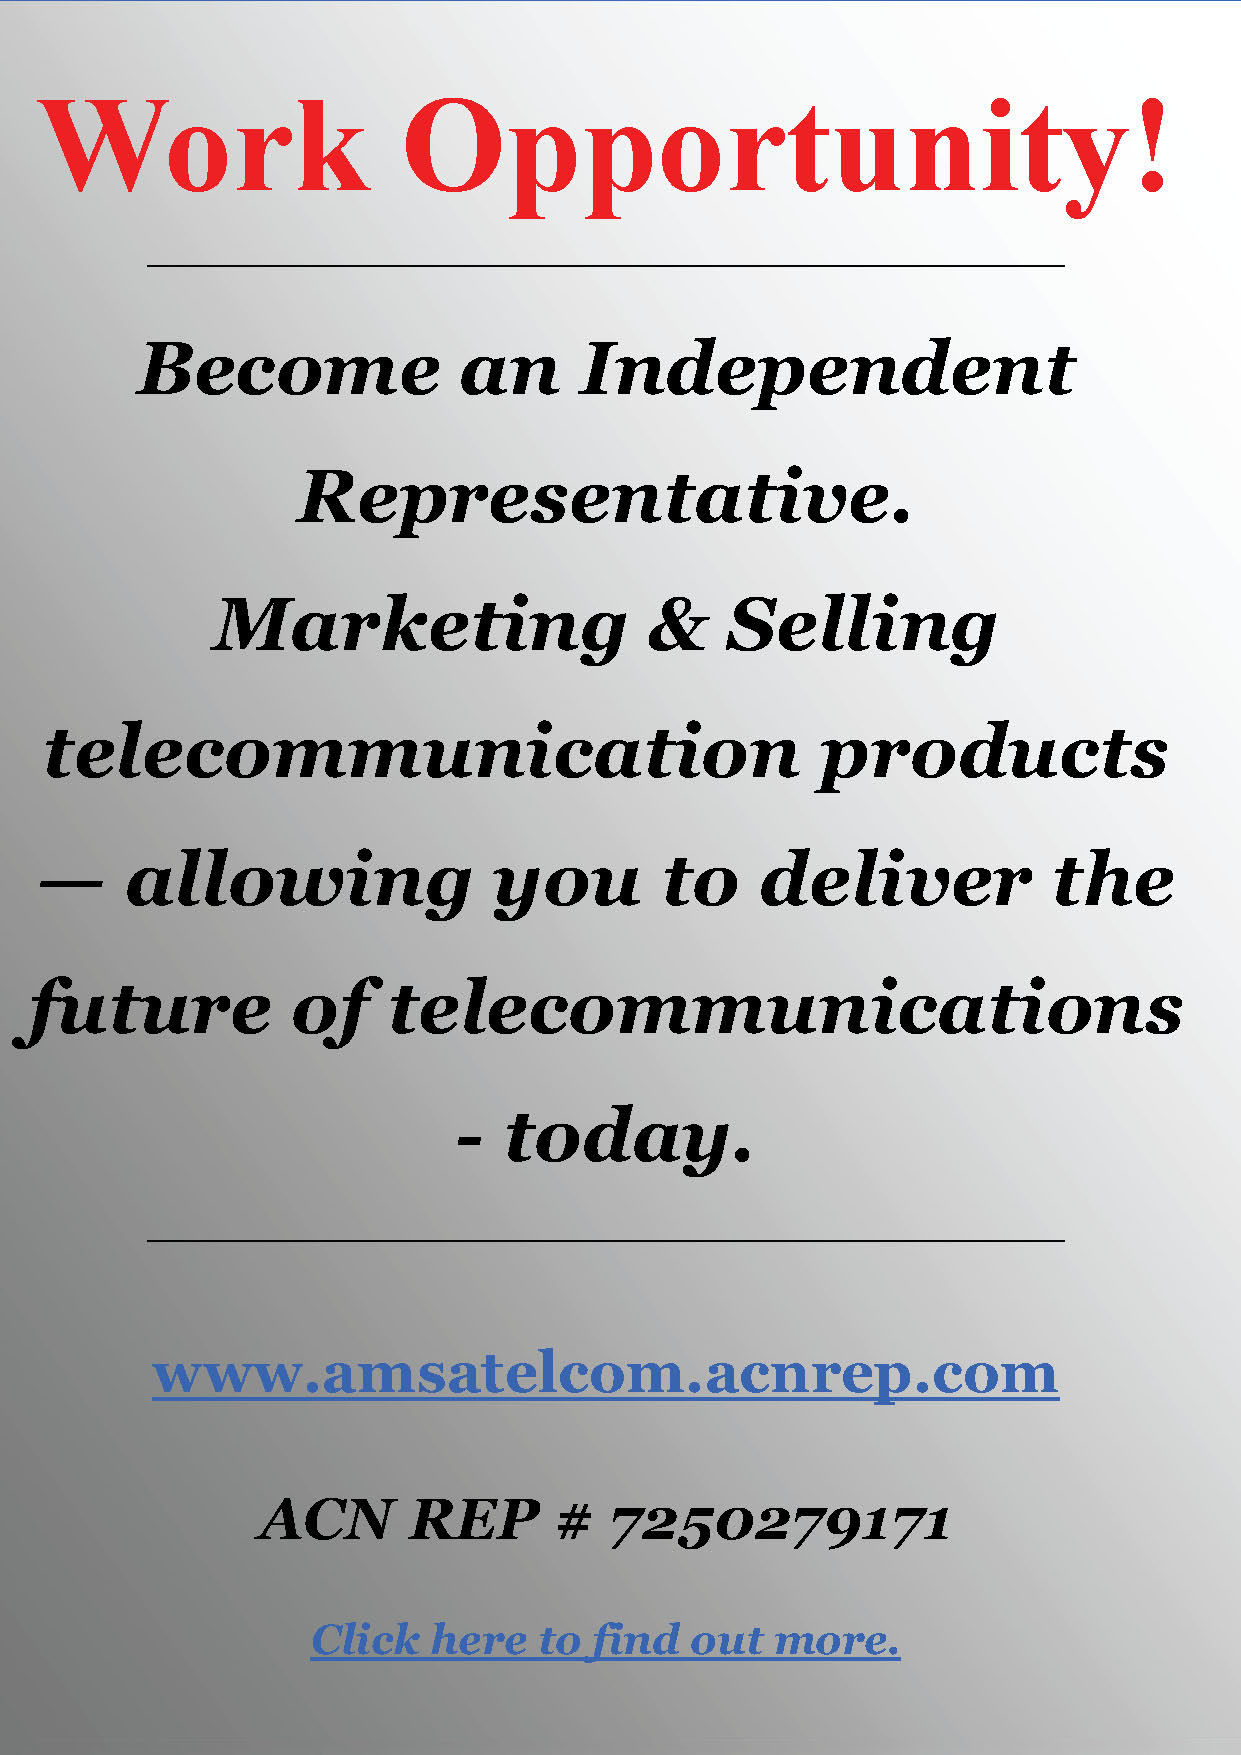 Work Opportunity!
Become an Independent
Representative.
Marketing & Selling
telecommunication products
— allowing you to deliver the
future of telecommunications
- today.
www.amsatelcom.acnrep.com
ACN REP # 7250279171
Click here to find out more.